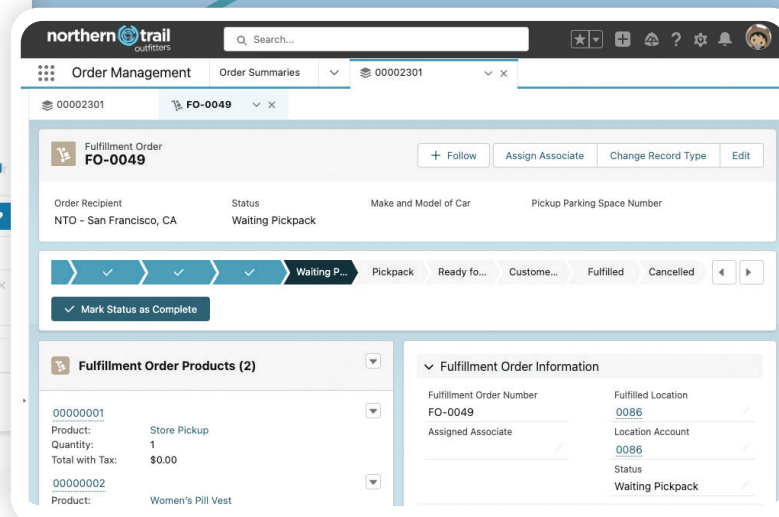 northern trail
outfitters
Search...
Order Management
Order Summaries
00002301
00002301
FO-0049
Fulfillment Order
FO-0049
+ Follow
Assign Associate
Change Record Type
Edit
Order Recipient
Status
Make and Model of Car
Pickup Parking Space Number
NTO - San Francisco, CA
Waiting Pickpack
Waiting P...
Pickpack
Ready fo...
Custome...
Fulfilled
Cancelled
Mark Status as Complete
Fulfillment Order Products (2)
00000001
Product: Store Pickup
Quantity: 1
Total with Tax: $0.00
00000002
Product: Women's Pill Vest
Fulfillment Order Information
Fulfillment Order Number
FO-0049
Assigned Associate
Fulfilled Location
0086
Location Account
0086
Status
Waiting Pickpack